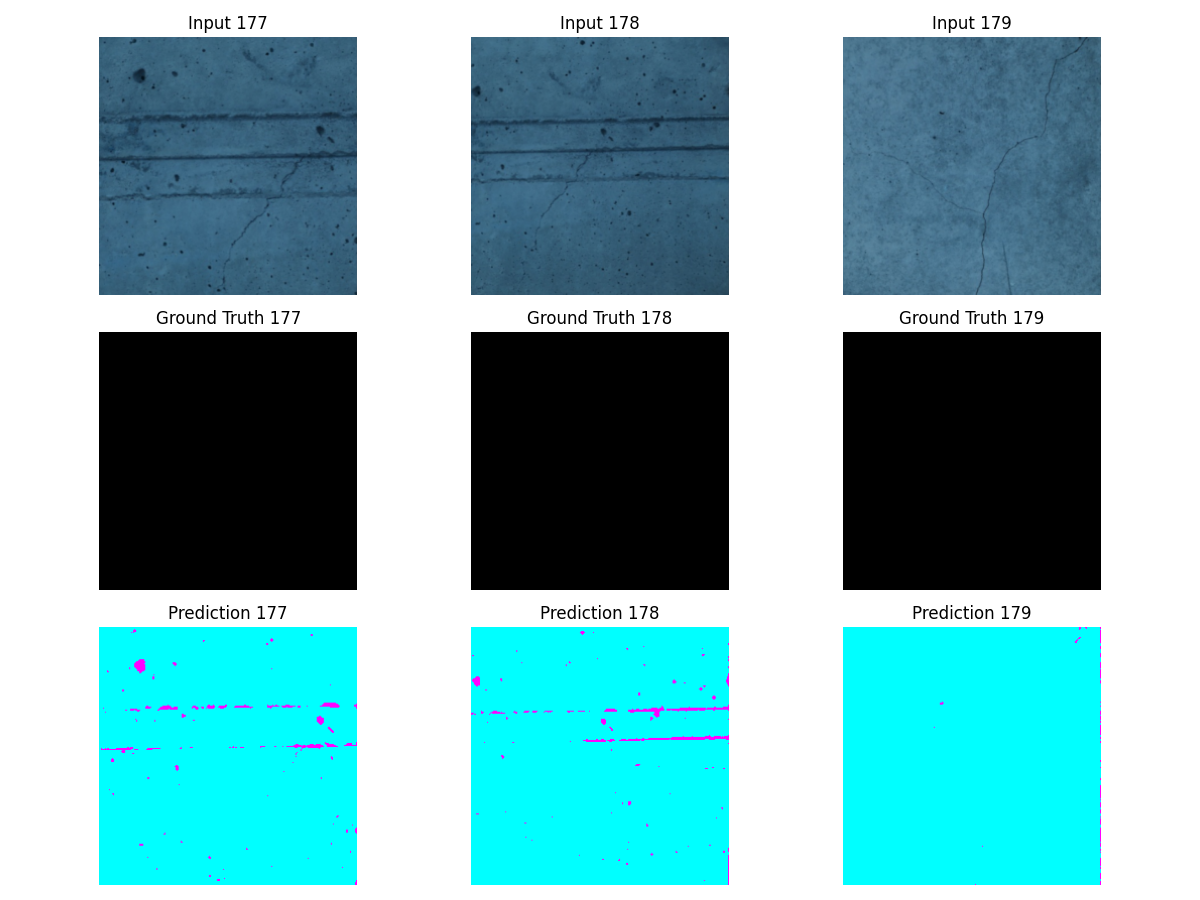 Input 177
Input 178
Input 179
Ground Truth 177
Ground Truth 178
Ground Truth 179
Prediction 177
Prediction 178
Prediction 179